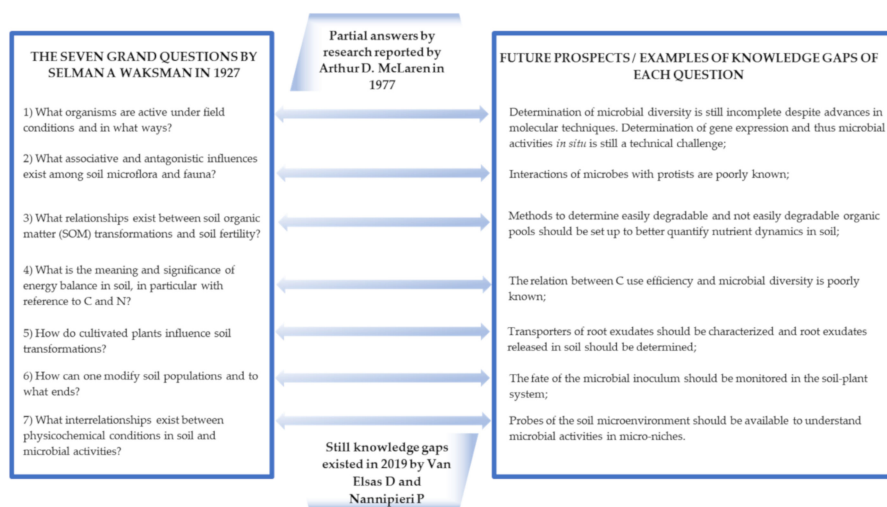 THE SEVEN GRAND QUESTIONS BY
SELMAN A WAKSMAN IN 1927
1) What organisms are active under field
conditions and in what ways?
2) What associative and antagonistic influences
exist among soil microflora and fauna?
3) What relationships exist between soil organic
matter (SOM) transformations and soil fertility?
4) What is the meaning and significance of
energy balance in soil, in particular with
reference to C and N?
5) How do cultivated plants influence soil
transformations?
6) How can one modify soil populations and to
what ends?
7) What interrelationships exist between
physicochemical conditions in soil and
microbial activities?
Partial answers by
research reported by
Arthur D. McLaren in
1977
Still knowledge gaps
existed in 2019 by Van
Elsas D and
Nannipieri P
FUTURE PROSPECTS / EXAMPLES OF KNOWLEDGE GAPS OF
EACH QUESTION
Determination of microbial diversity is still incomplete despite advances in
molecular techniques. Determination of gene expression and thus microbial
activities in situ is still a technical challenge;
Interactions of microbes with protists are poorly known;
Methods to determine easily degradable and not easily degradable organic
pools should be set up to better quantify nutrient dynamics in soil;
The relation between C use efficiency and microbial diversity is poorly
known;
Transporters of root exudates should be characterized and root exudates
released in soil should be determined;
The fate of the microbial inoculum should be monitored in the soil-plant
system;
Probes of the soil microenvironment should be available to understand
microbial activities in micro-niches.